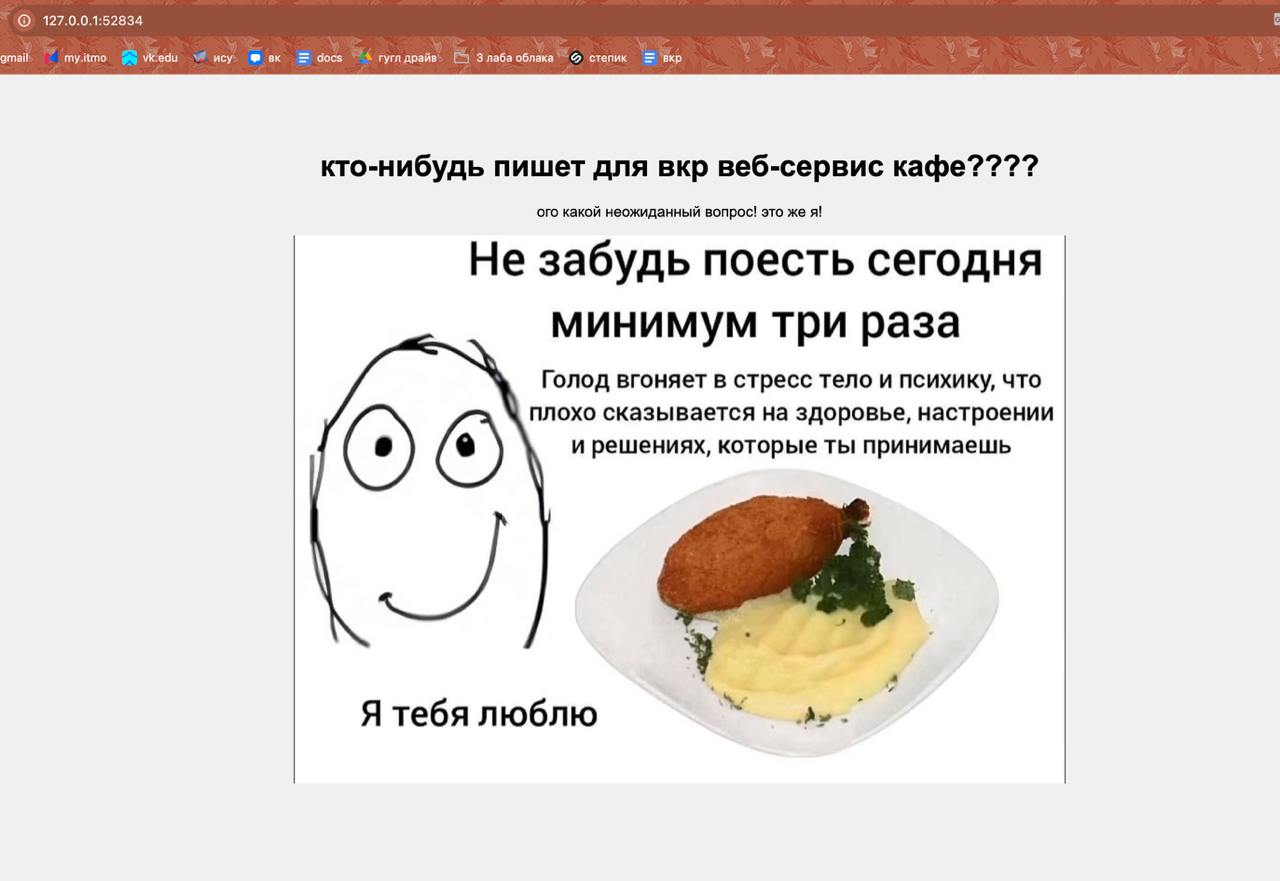 127.0.0.1:52834
gmail my.itmo vk.edu ису вк docs гугл драйв 3 лаба облака степик вкр
кто-нибудь пишет для вкр веб-сервис кафе????
ого какой неожиданный вопрос! это же я!
Не забудь поесть сегодня
минимум три раза
Голод вгоняет в стресс тело и психику, что
плохо сказывается на здоровье, настроении
и решениях, которые ты принимаешь
Я тебя люблю